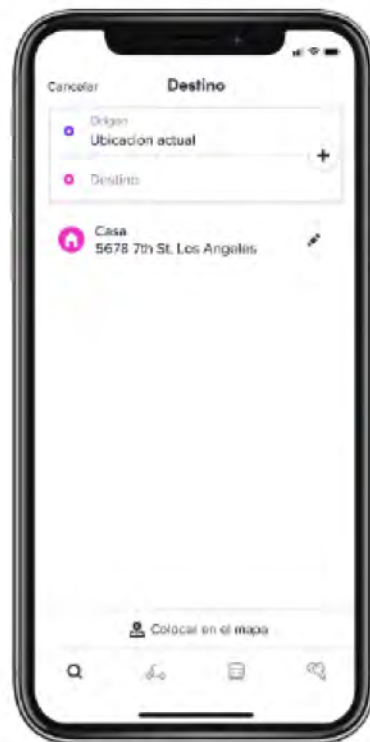 Cancelar
Destino
Origen
Ubicación actual
Destino
Casa
5678 7th St. Los Angeles
Colocar en el mapa